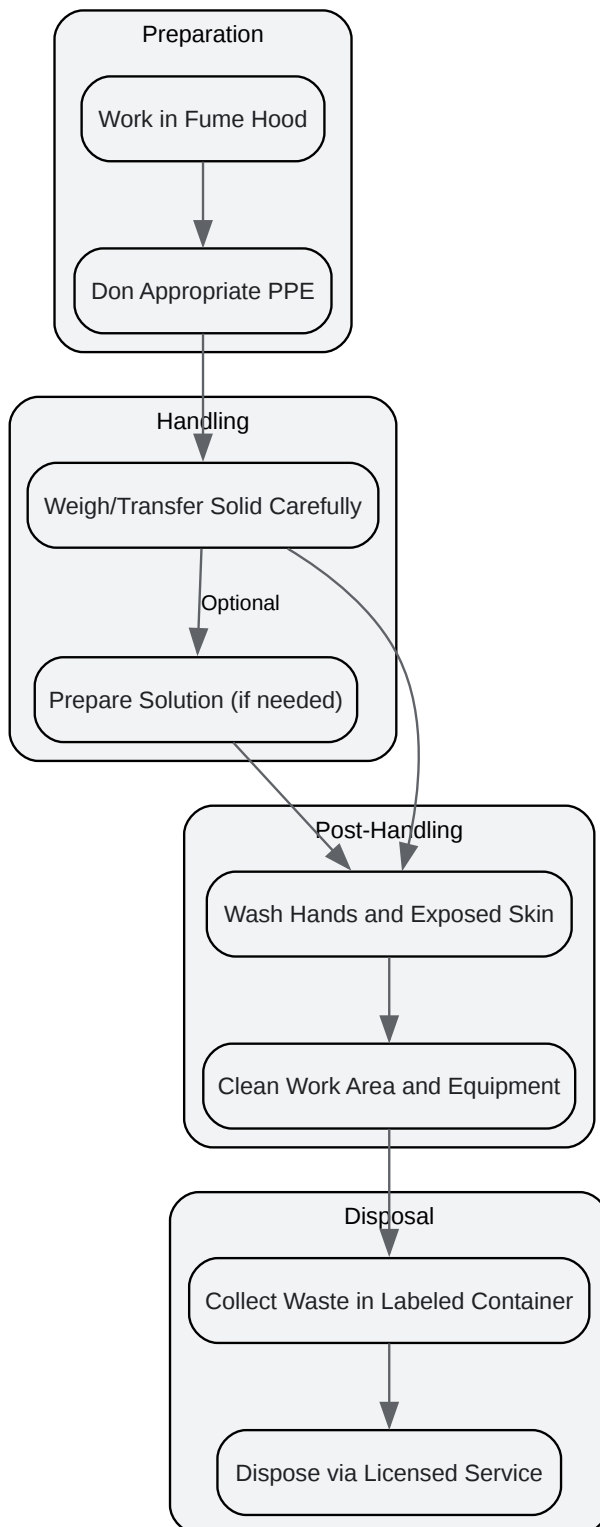 Preparation
Work in Fume Hood
Don Appropriate PPE
Handling
Weigh/Transfer Solid Carefully
Optional
Prepare Solution (if needed)
Post-Handling
Wash Hands and Exposed Skin
Clean Work Area and Equipment
Disposal
Collect Waste in Labeled Container
Dispose via Licensed Service